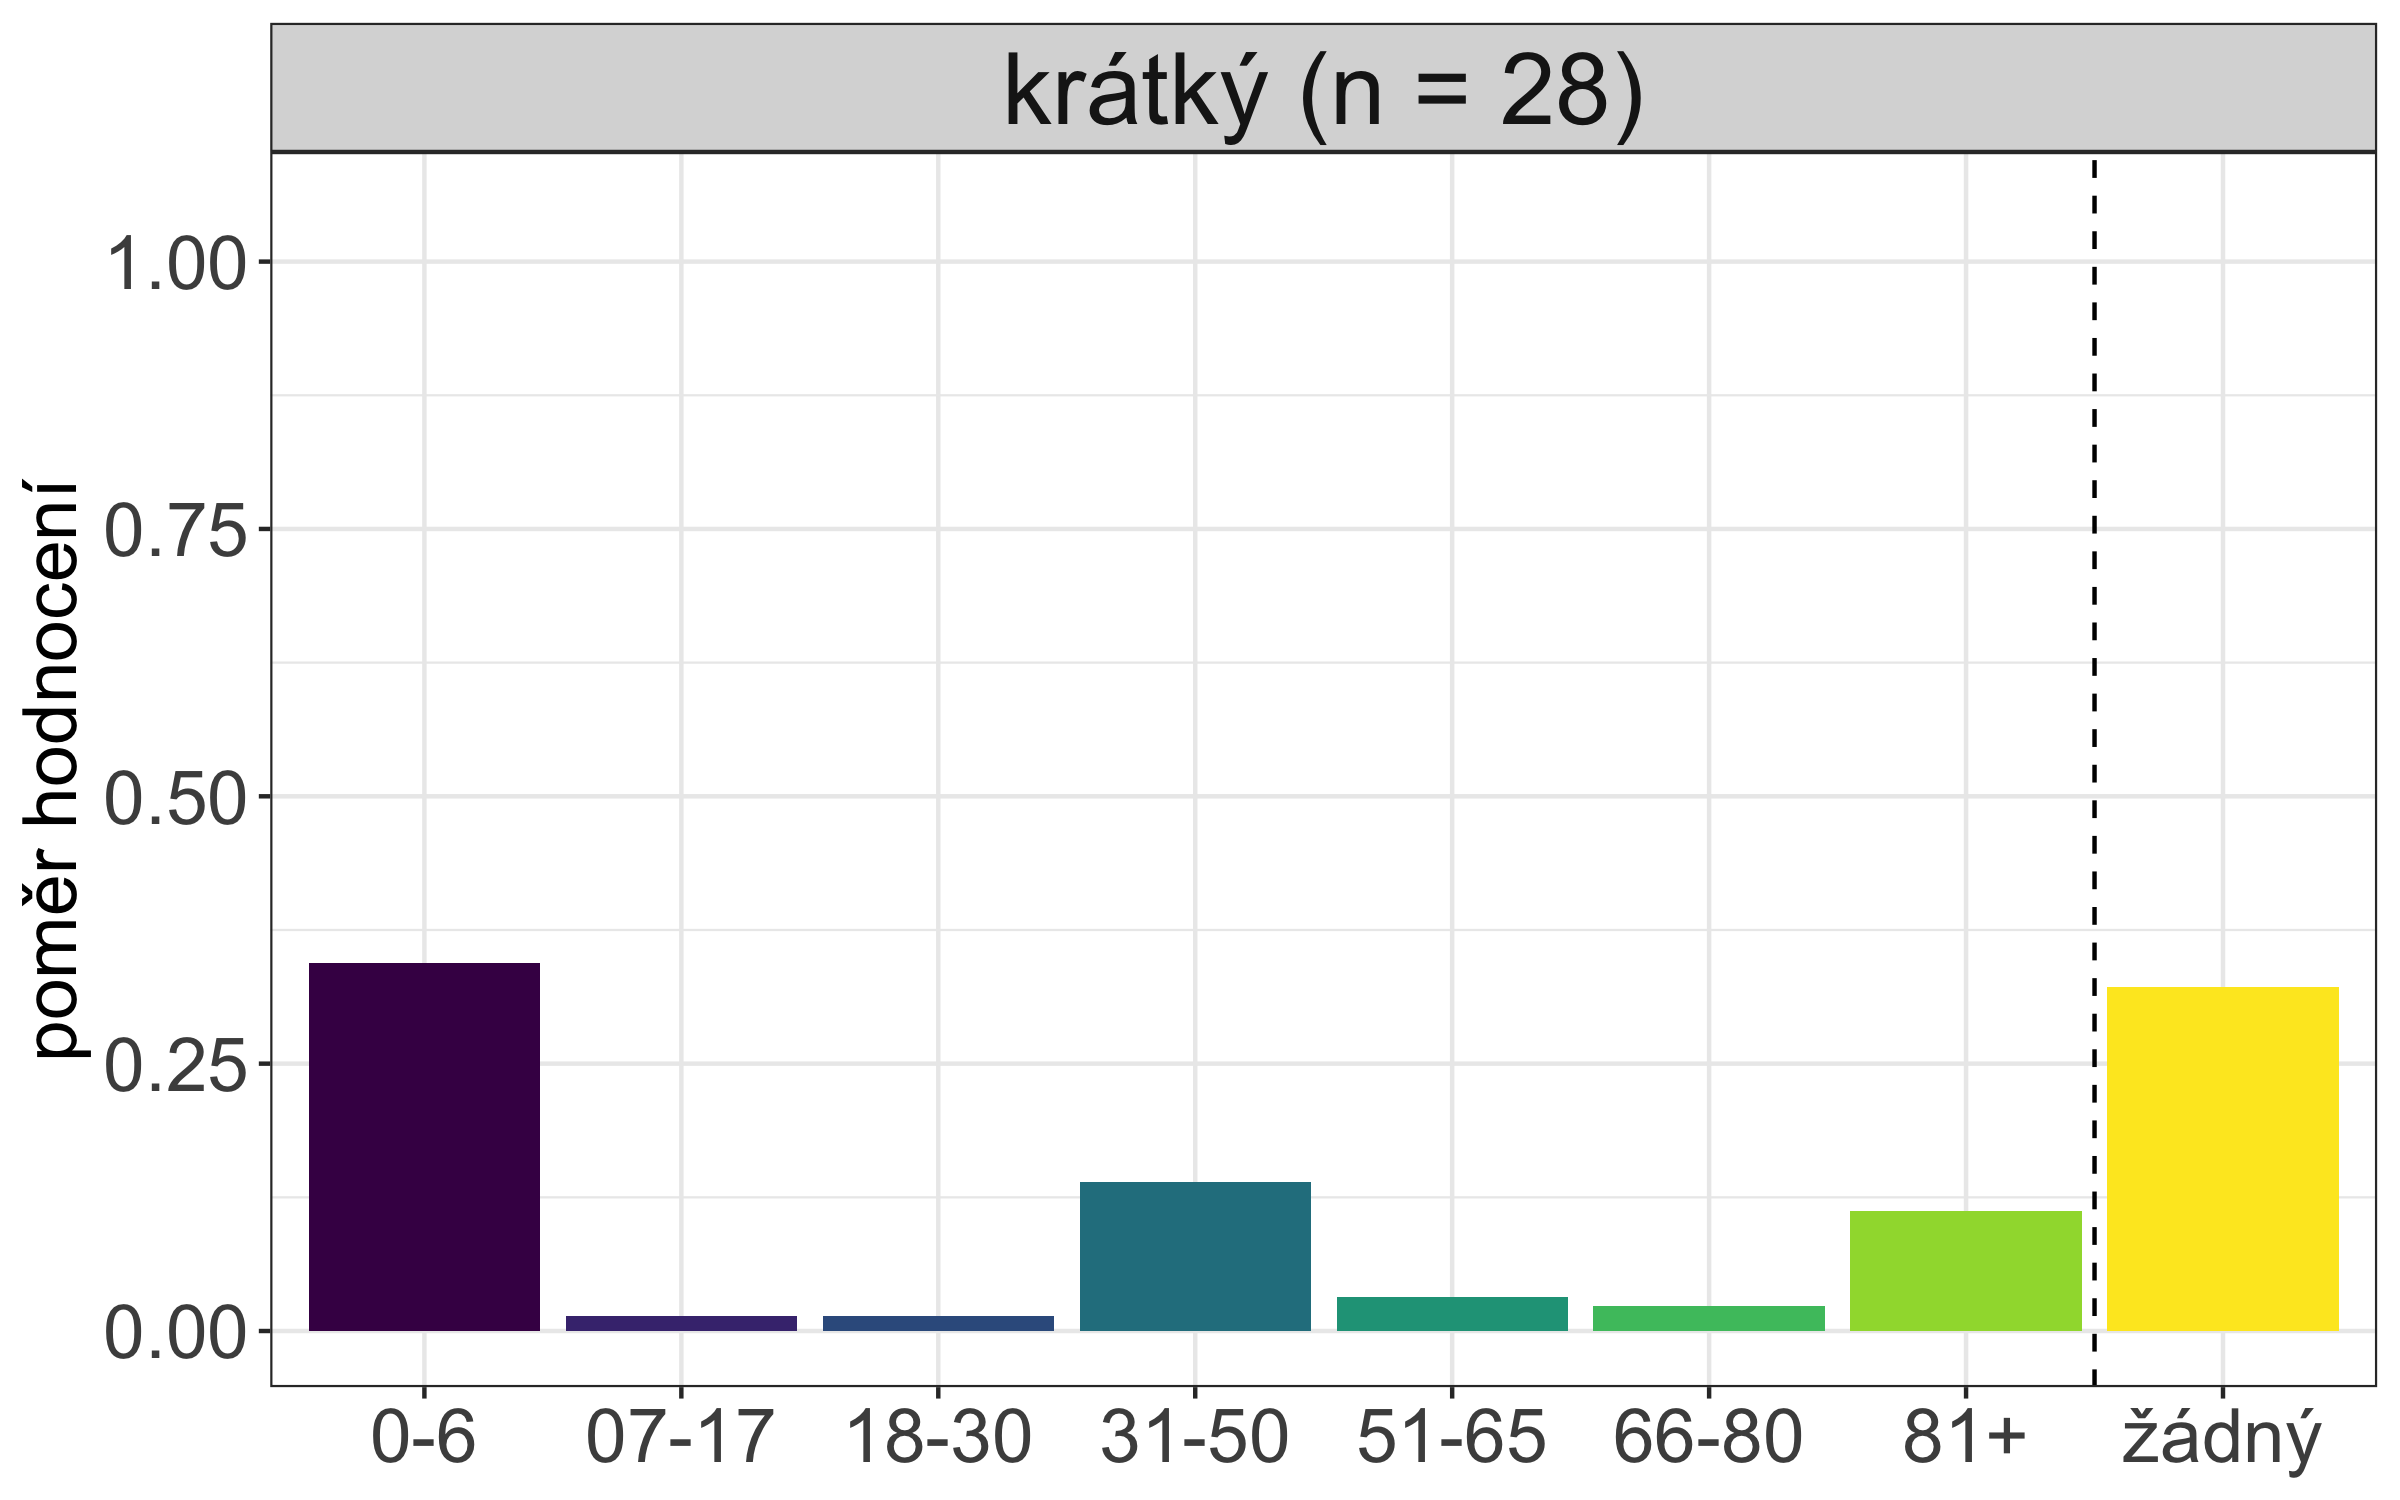 krátký (n = 28)
poměr hodnocení
1.00
0.75
0.50
0.25
0.00
0-6 07-17 18-30 31-50 51-65 66-80 81+ žádný